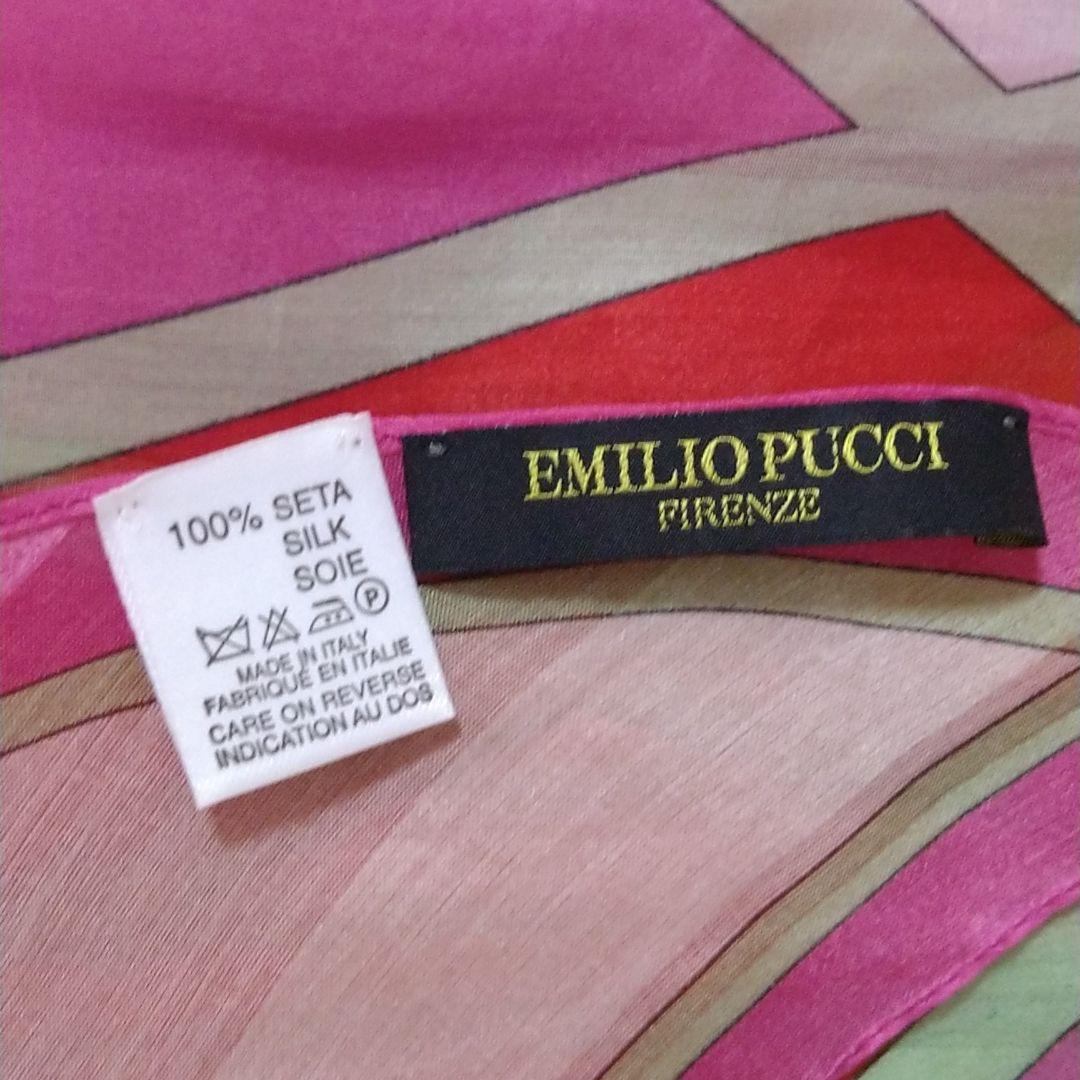 100% SETA
SILK
SOIE
P
MADE IN ITALY
FABRIQUÉ EN ITALIE
CARE ON REVERSE
INDICATION AU DOS
EMILIO PUCCI
FIRENZE